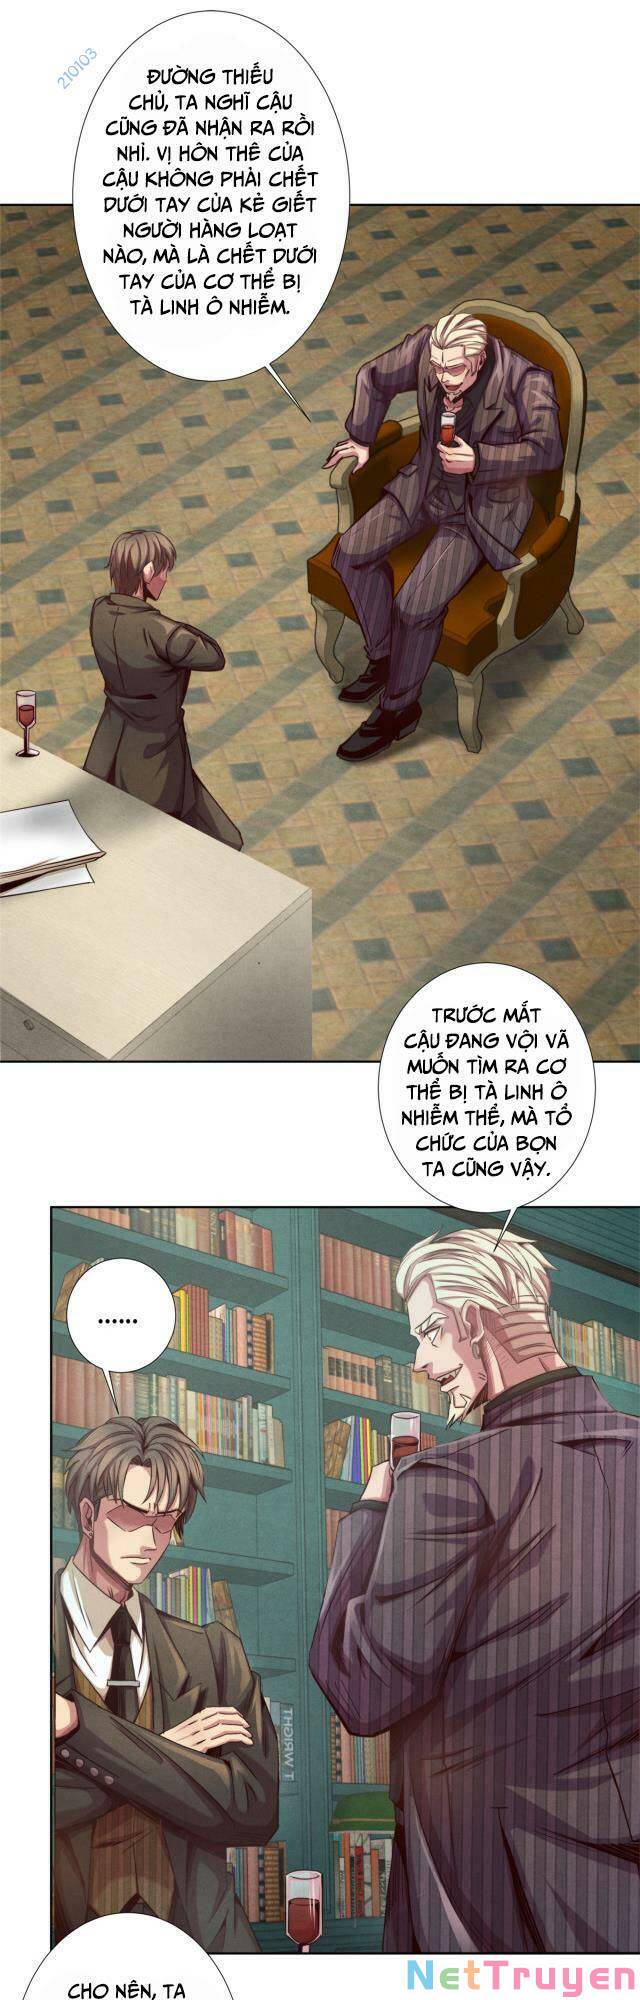 210103
ĐƯỜNG THIẾU
CHỦ, TA NGHĨ CẬU
CŨNG ĐÃ NHẬN RA RỒI
NHỈ. VỊ HÔN THÊ CỦA
CẬU KHÔNG PHẢI CHẾT
DƯỚI TAY CỦA KẺ GIẾT
NGƯỜI HÀNG LOẠT
NÀO, MÀ LÀ CHẾT DƯỚI
TAY CỦA CƠ THỂ BỊ
TÀ LINH Ô NHIỄM.
TRƯỚC MẮT
CẬU ĐANG VỘI VÃ
MUỐN TÌM RA CƠ
THỂ BỊ TÀ LINH Ô
NHIỄM THỂ, MÀ TỔ
CHỨC CỦA BỌN
TA CŨNG VẬY.
......
CHO NÊN, TA
NetTruyen